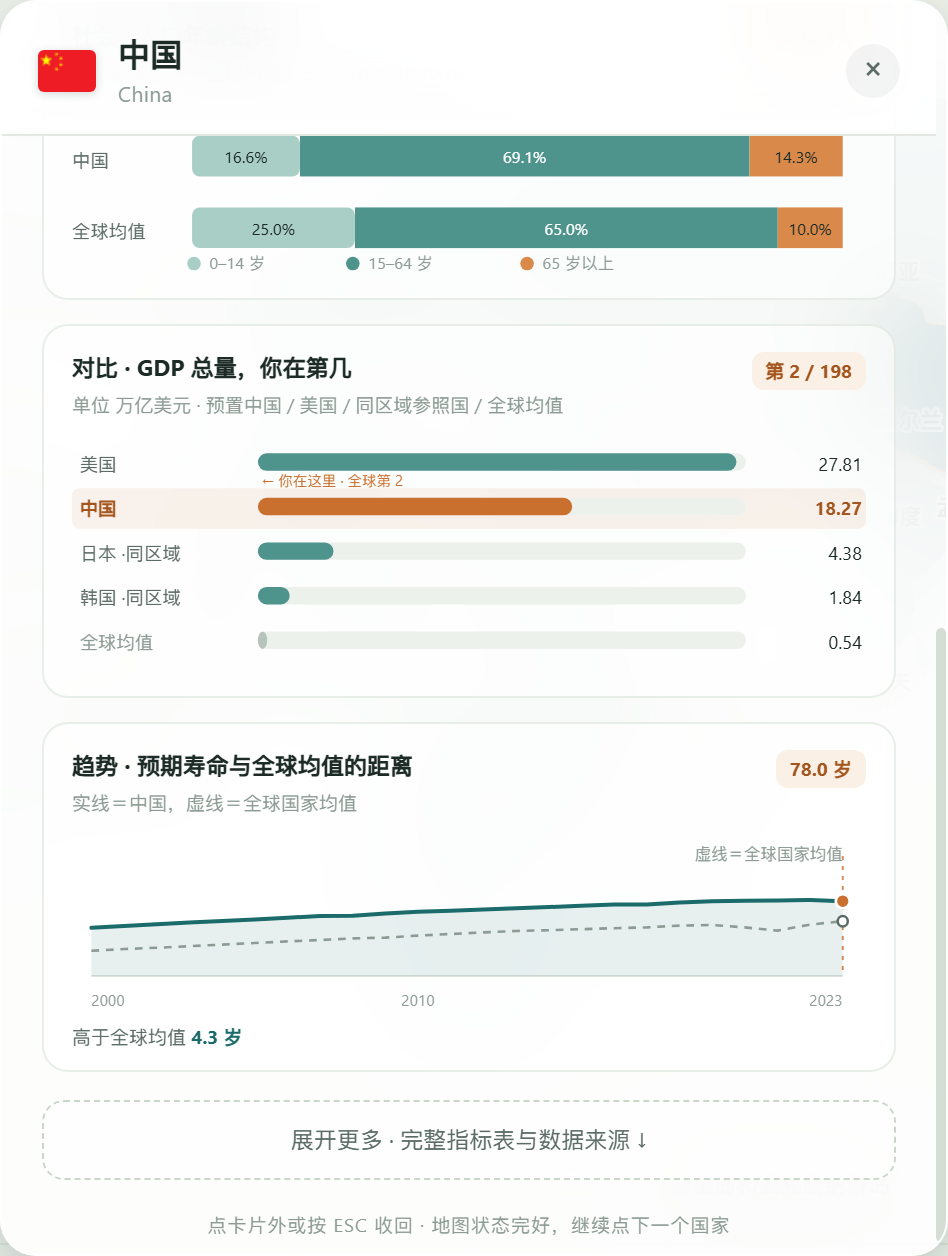 中国
China
中国 16.6% 69.1% 14.3%
全球均值 25.0% 65.0% 10.0%
0–14 岁 15–64 岁 65 岁以上
对比 · GDP 总量，你在第几 第 2 / 198
单位 万亿美元 · 预置中国 / 美国 / 同区域参照国 / 全球均值
美国 27.81
← 你在这里 · 全球第 2
中国 18.27
日本 ·同区域 4.38
韩国 ·同区域 1.84
全球均值 0.54
趋势 · 预期寿命与全球均值的距离 78.0 岁
实线＝中国，虚线＝全球国家均值
虚线＝全球国家均值
2000 2010 2023
高于全球均值 4.3 岁
展开更多 · 完整指标表与数据来源 ↓
点卡片外或按 ESC 收回 · 地图状态完好，继续点下一个国家